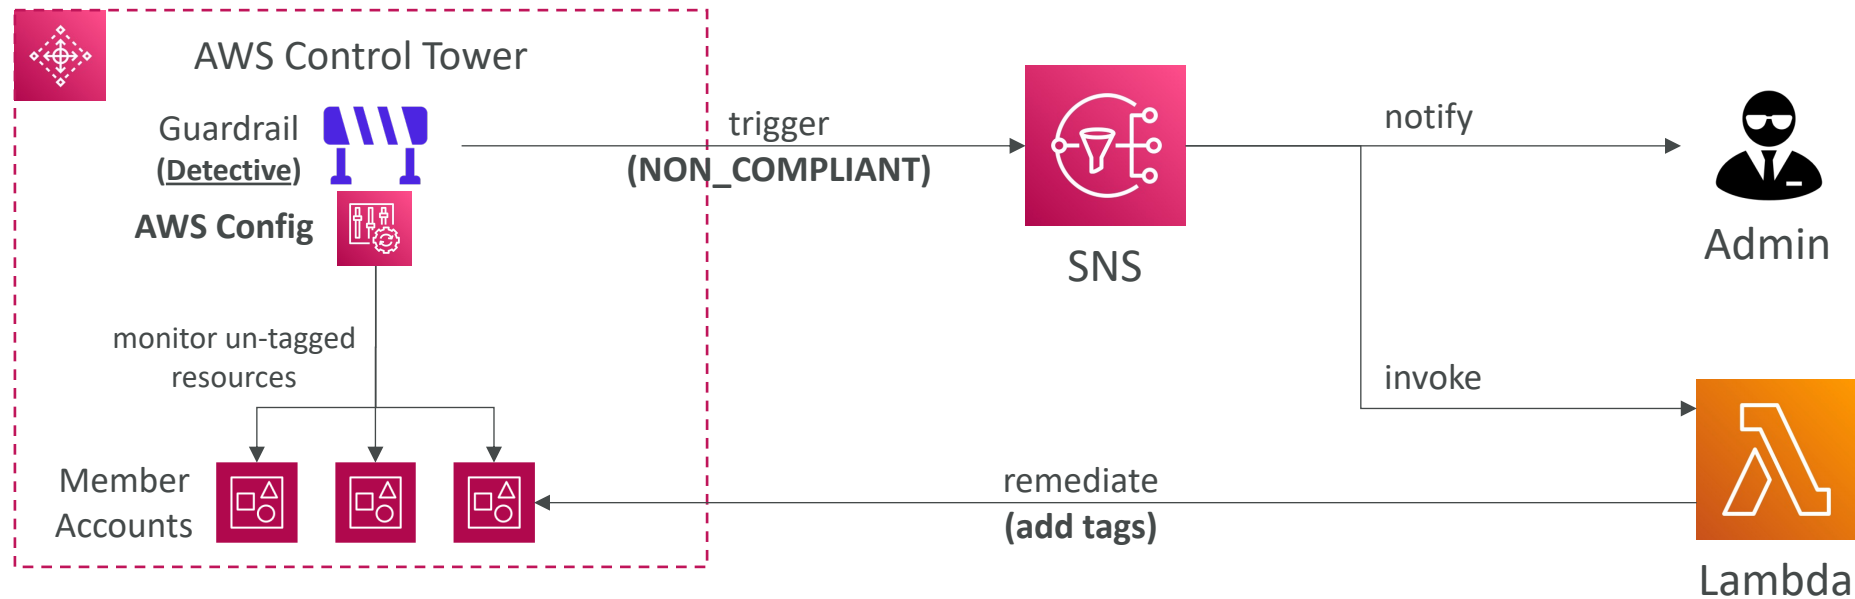 AWS Control Tower
Guardrail
(Detective)
AWS Config
trigger
(NON_COMPLIANT)
SNS
notify
Admin
monitor un-tagged
resources
invoke
Member
Accounts
remediate
(add tags)
Lambda